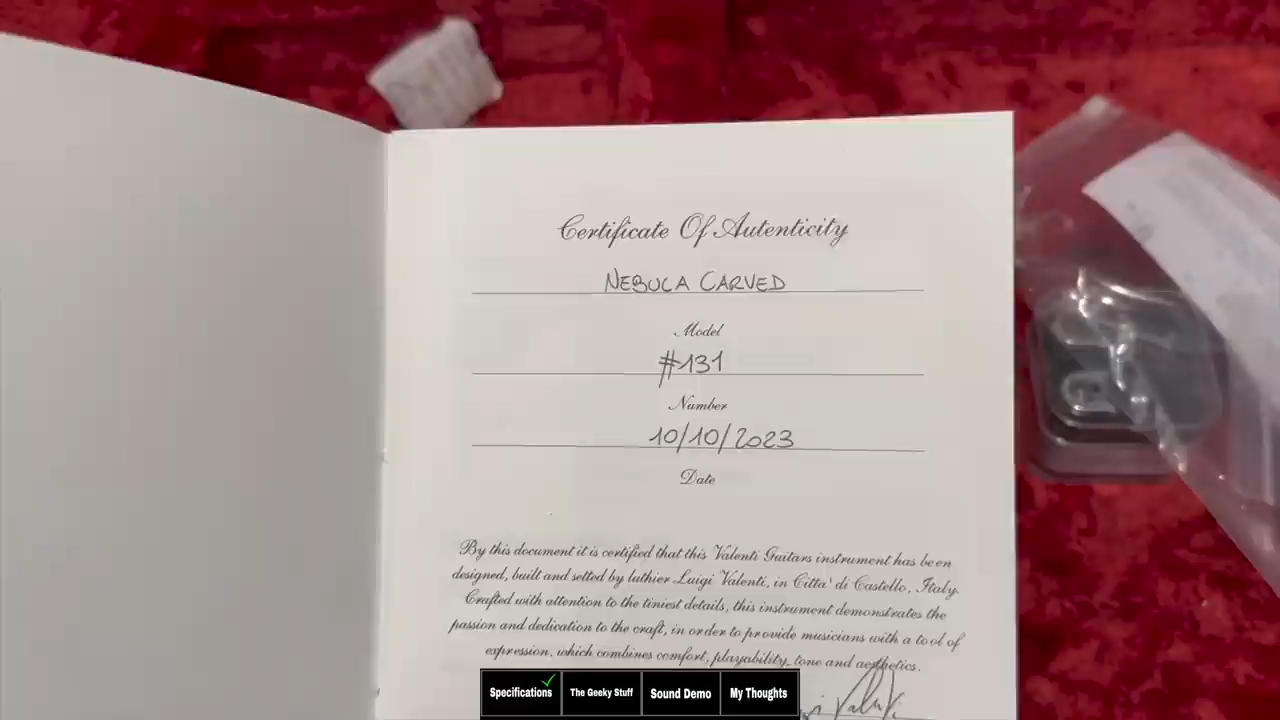 Certificate Of Autenticity
NEBULA CARVED
Model
#131
Number
10/10/2023
Date
By this document it is certified that this Valenti Guitars instrument has been
designed, built and setted by luthier Luigi Valenti, in Citta' di Castello, Italy.
Crafted with attention to the tiniest details, this instrument demonstrates the
passion and dedication to the craft, in order to provide musicians with a tool of
expression, which combines comfort, playability, tone and aesthetics.
Specifications
The Geeky Stuff
Sound Demo
My Thoughts